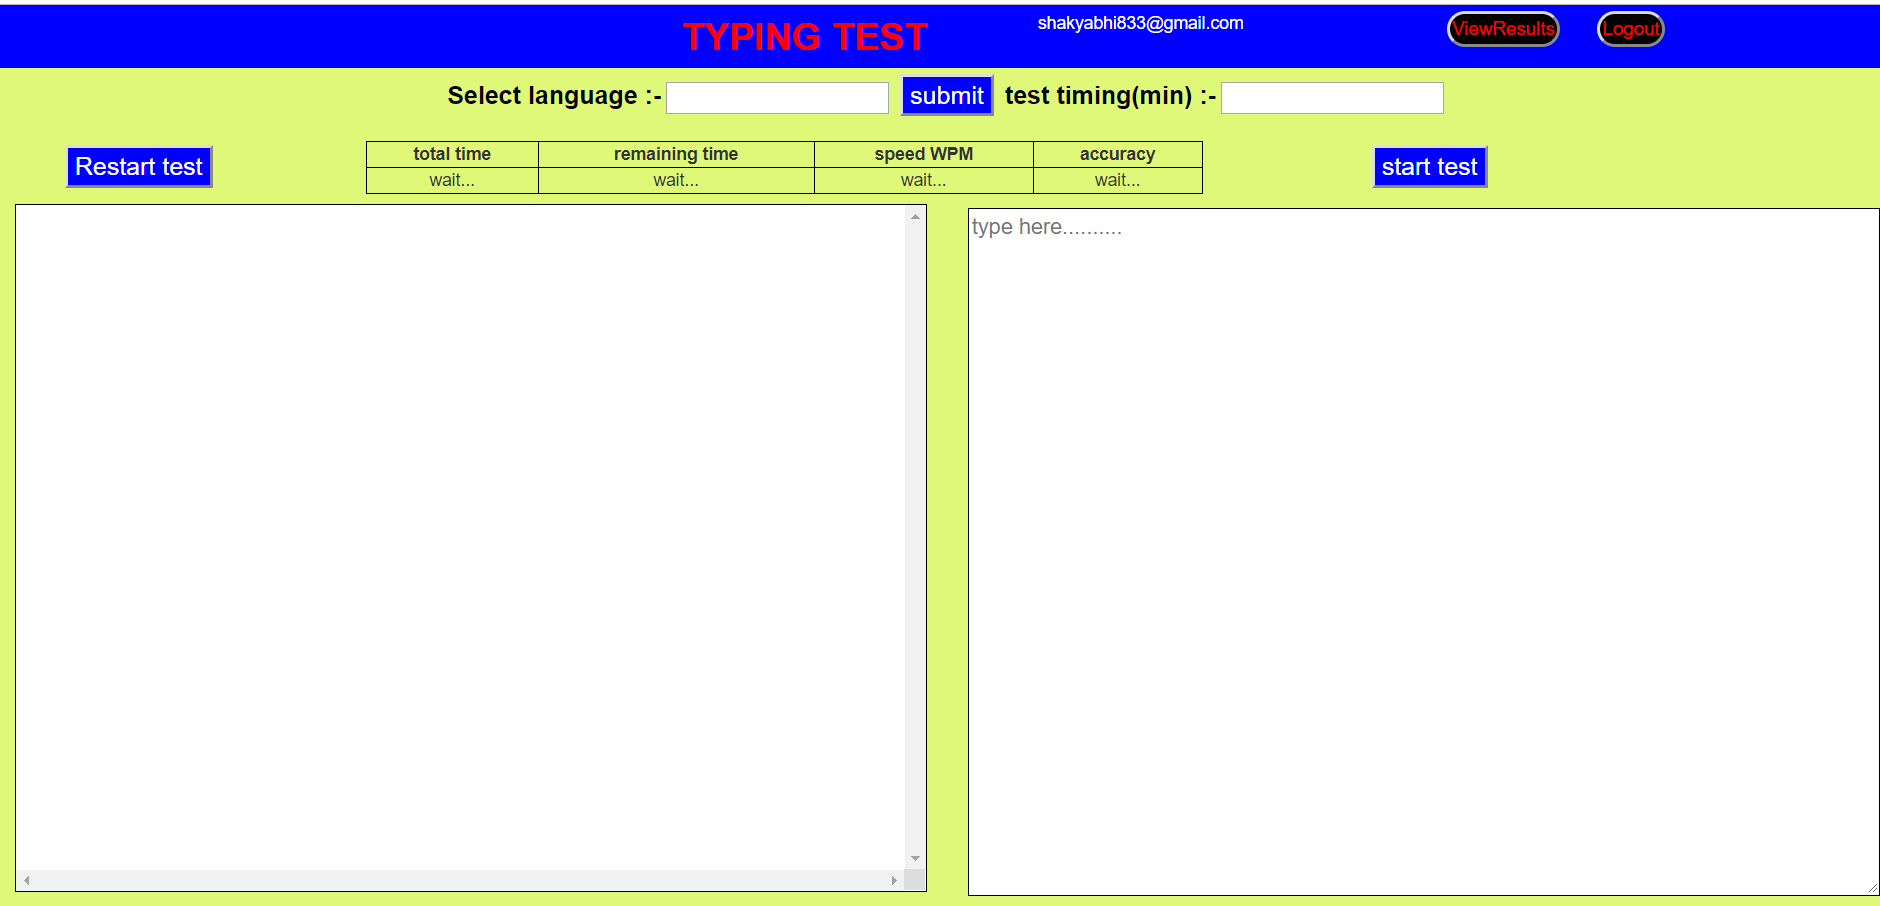 TYPING TEST shakyabhi833@gmail.com ViewResults Logout
Select language :- submit test timing(min) :-
Restart test
total time remaining time speed WPM accuracy
wait... wait... wait... wait...
start test
type here..........